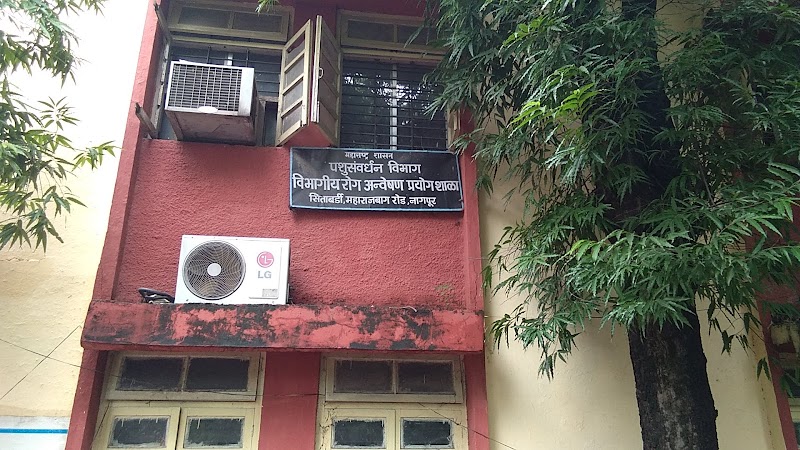 महाराष्ट्र शासन
पशुसंवर्धन विभाग
विभागीय रोग अन्वेषण प्रयोगशाळा
सिताबर्डी,महाराजबाग रोड,नागपूर
LG